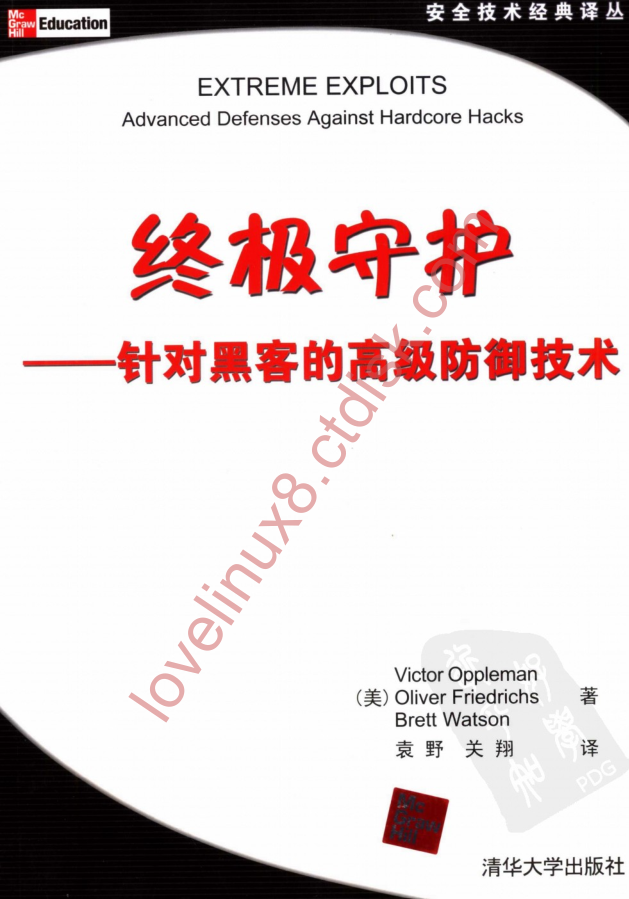 Mc
Graw
Hill
Education
安全技术经典译丛
EXTREME EXPLOITS
Advanced Defenses Against Hardcore Hacks
终极守护
——针对黑客的高级防御技术
lovelinux8.ctdisk.com
Victor Oppleman
（美）Oliver Friedrichs 著
Brett Watson
袁野 关翔 译
PDG
Mc
Graw
Hill
清华大学出版社